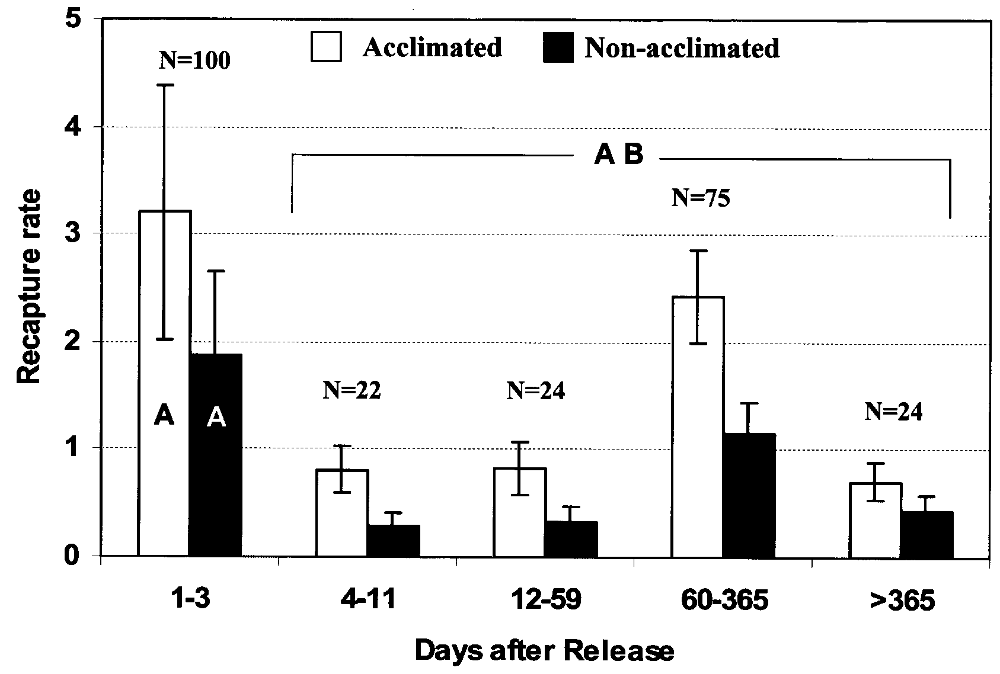 5
Acclimated Non-acclimated
N=100
4
A B
N=75
3
Recapture rate
2
N=22 N=24
N=24
A A
1
0
1-3 4-11 12-59 60-365 >365
Days after Release